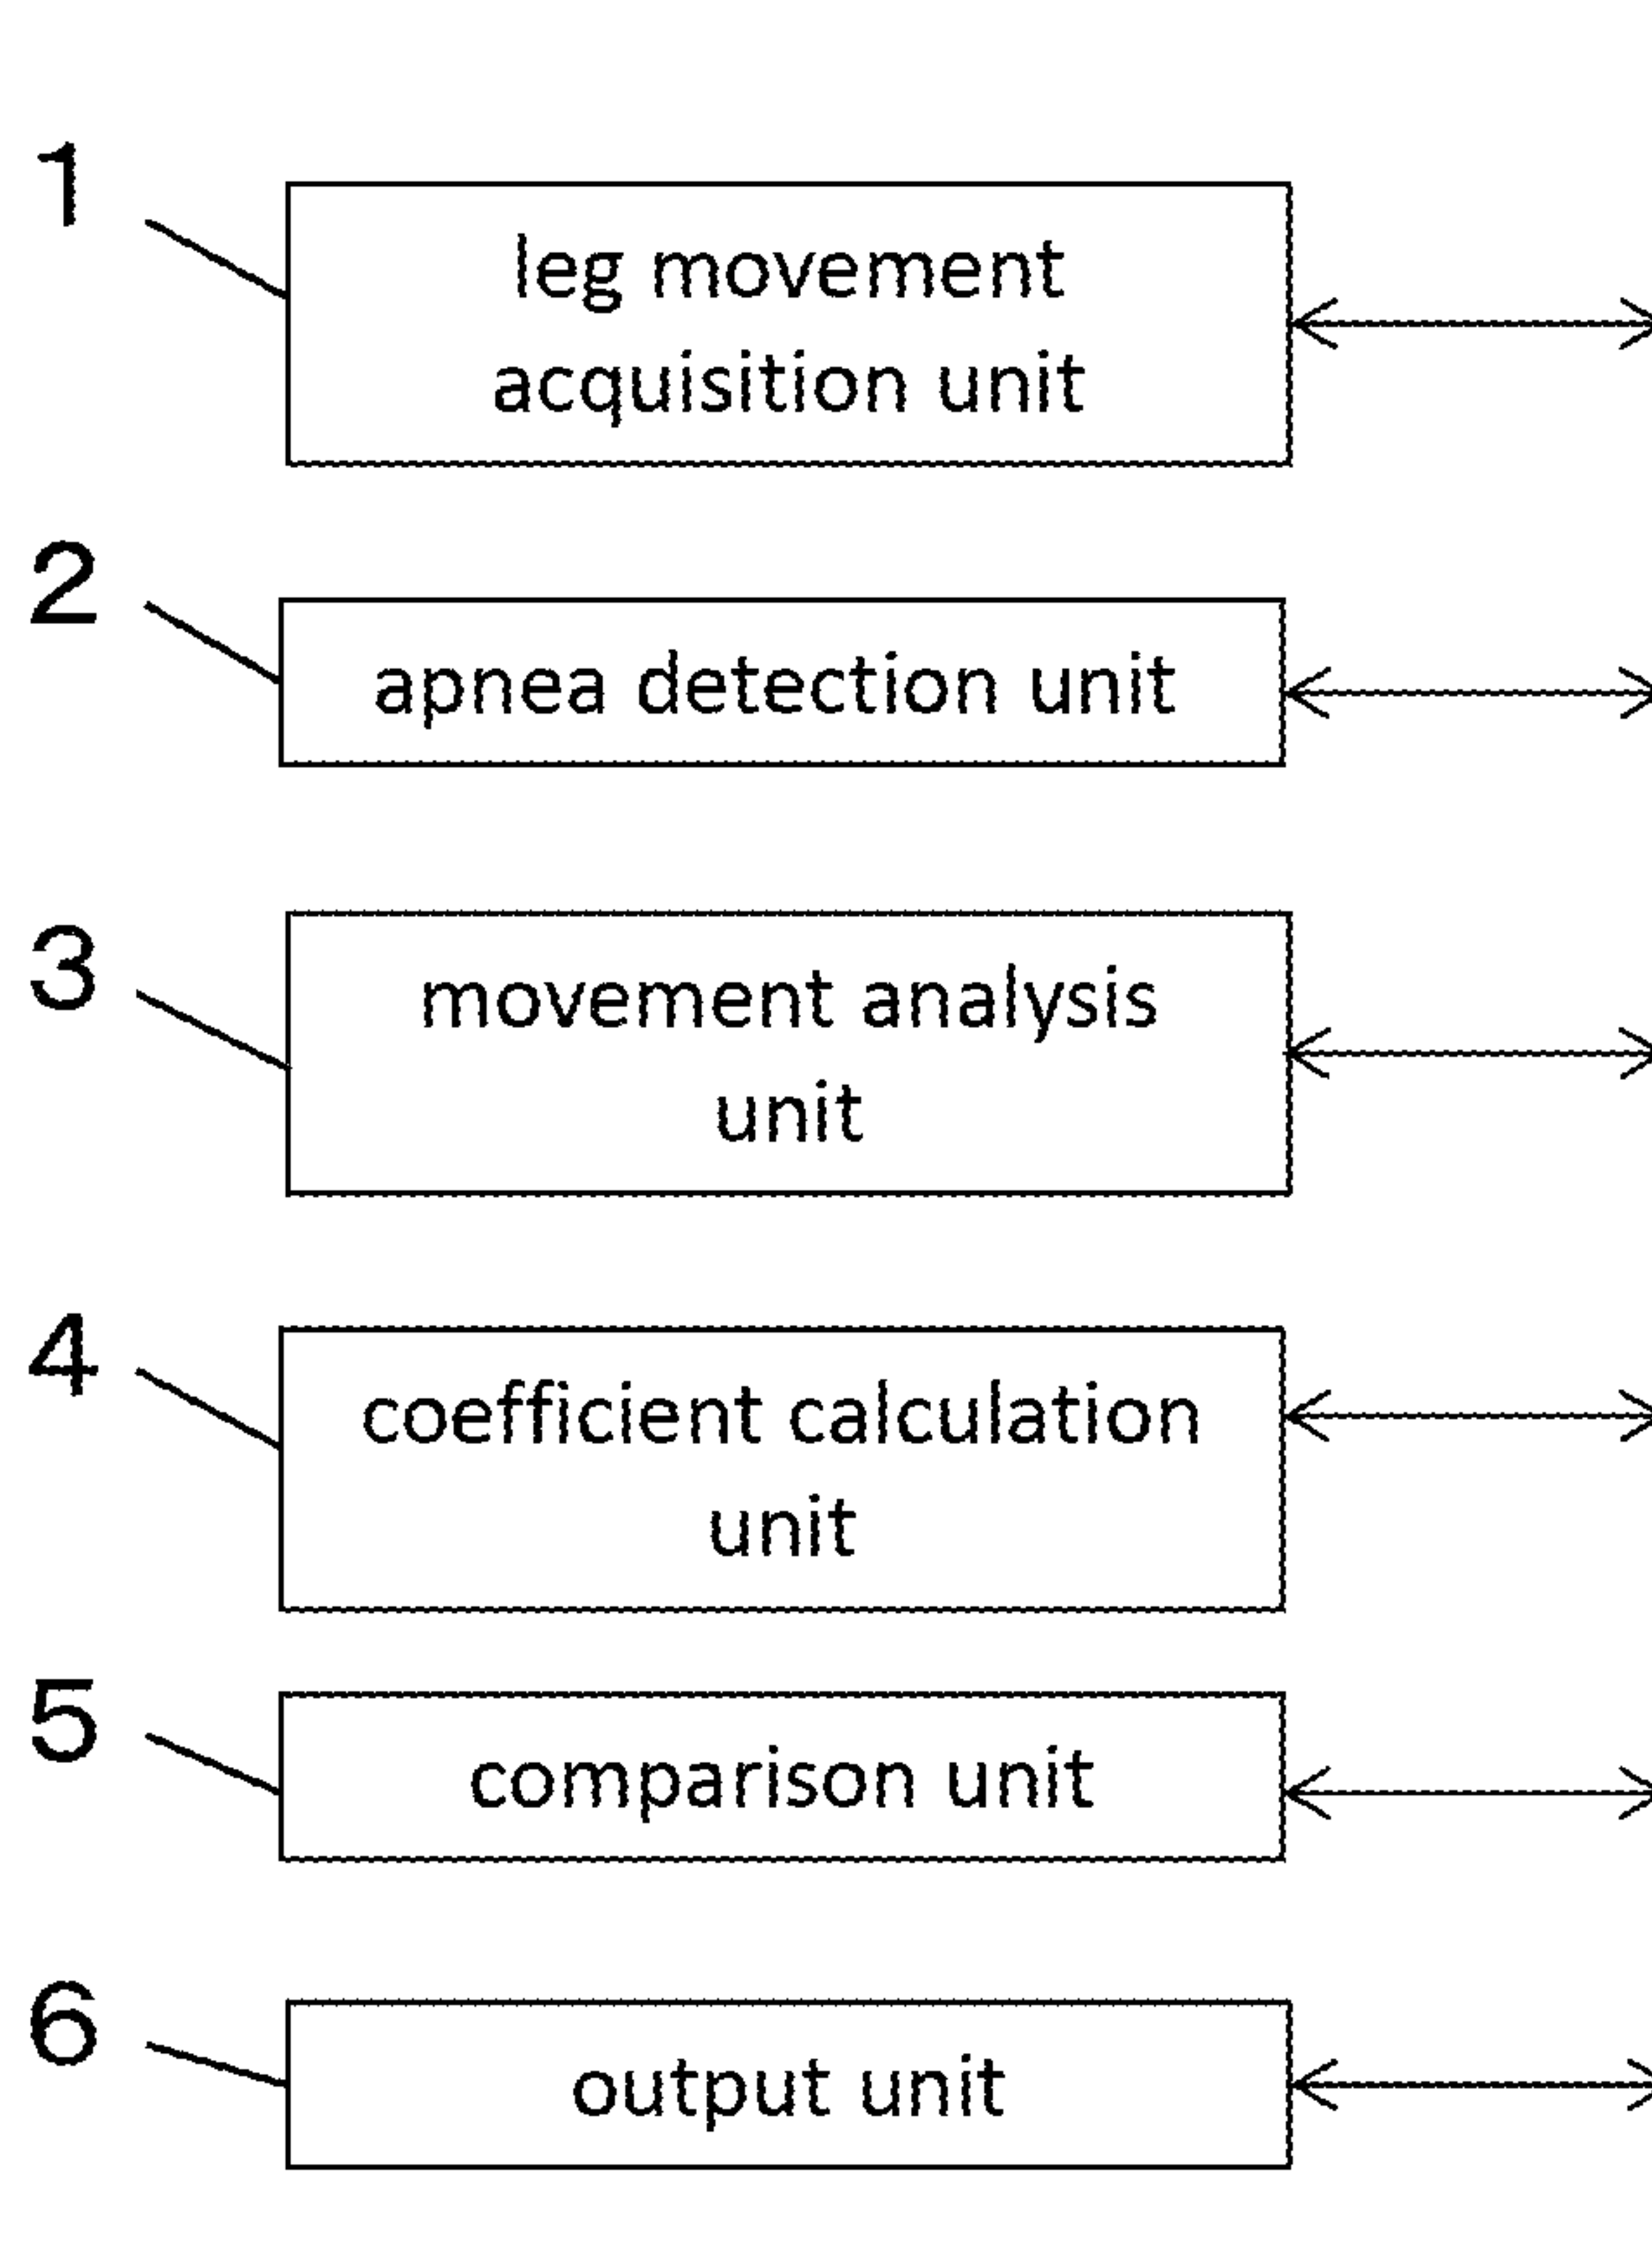 1
leg movement
acquisition unit
2
apnea detection unit
3
movement analysis
unit
4
coefficient calculation
unit
5
comparison unit
6
output unit